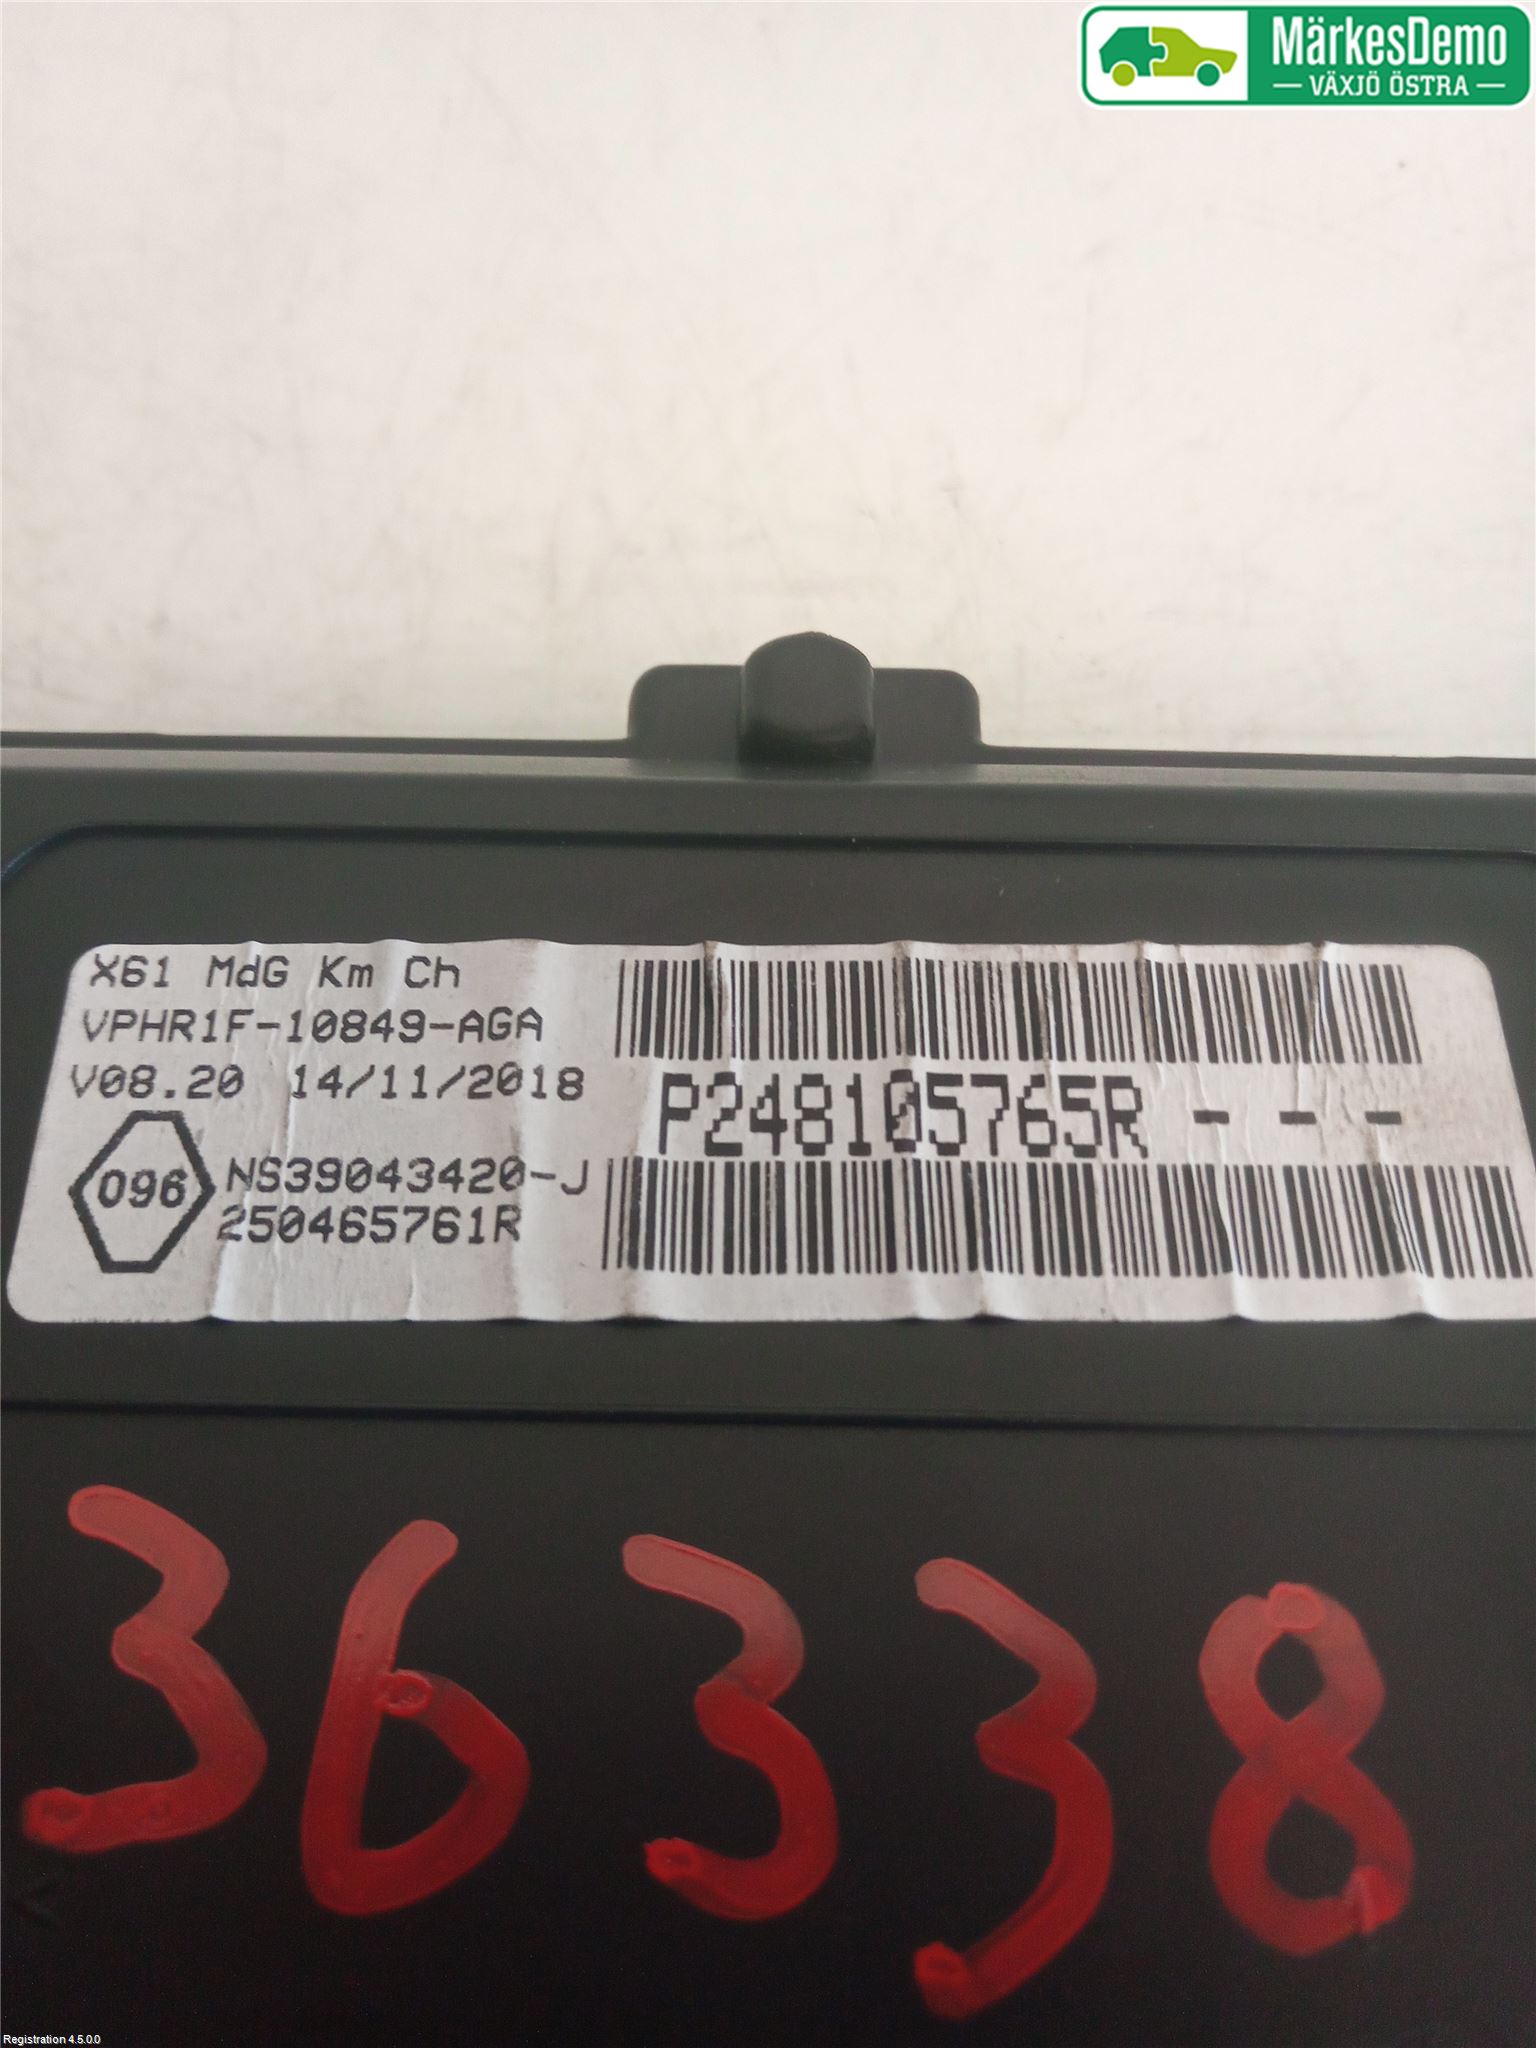 MärkesDemo
VÄXJÖ ÖSTRA
X61 MdG Km Ch
VPHR1F-10849-AGA
V08.20 14/11/2018
P248105765R - - -
096
NS39043420-J
250465761R
36338
Registration 4.5.0.0